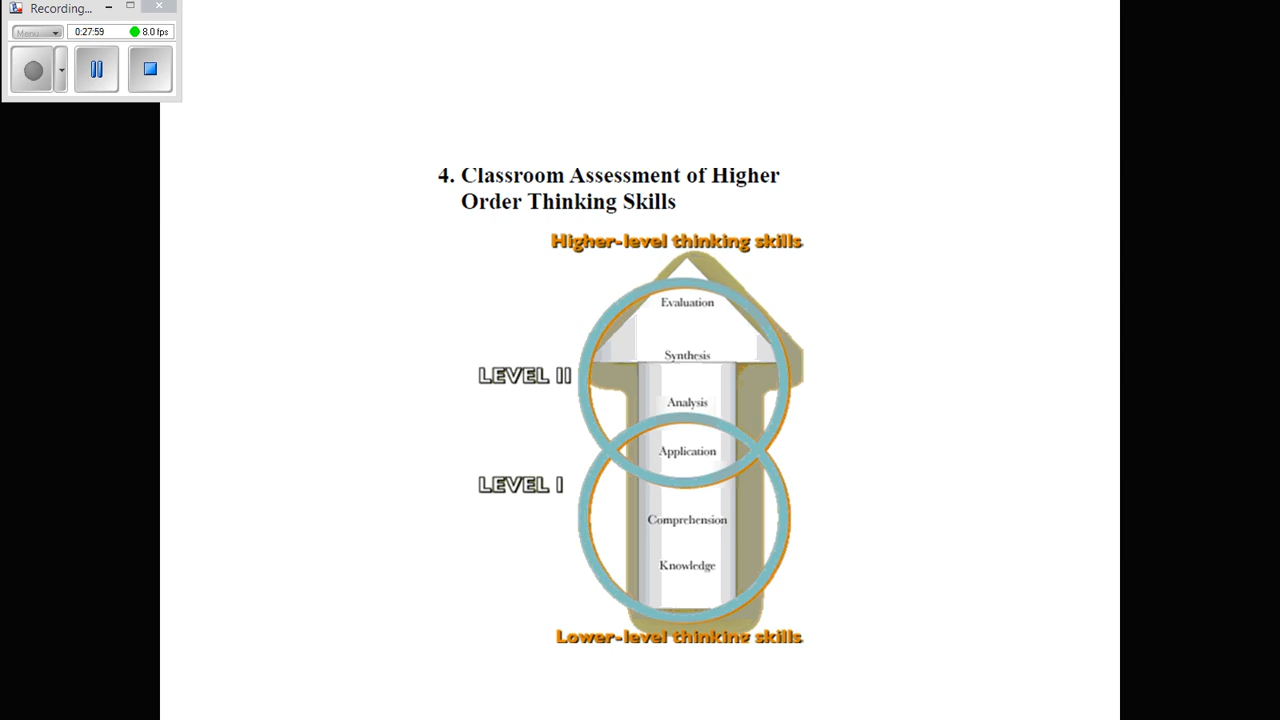 Recording...
Menu
0:27:59
8.0 fps
4. Classroom Assessment of Higher
Order Thinking Skills
Higher-level thinking skills
Evaluation
Synthesis
LEVEL II
Analysis
Application
LEVEL I
Comprehension
Knowledge
Lower-level thinking skills